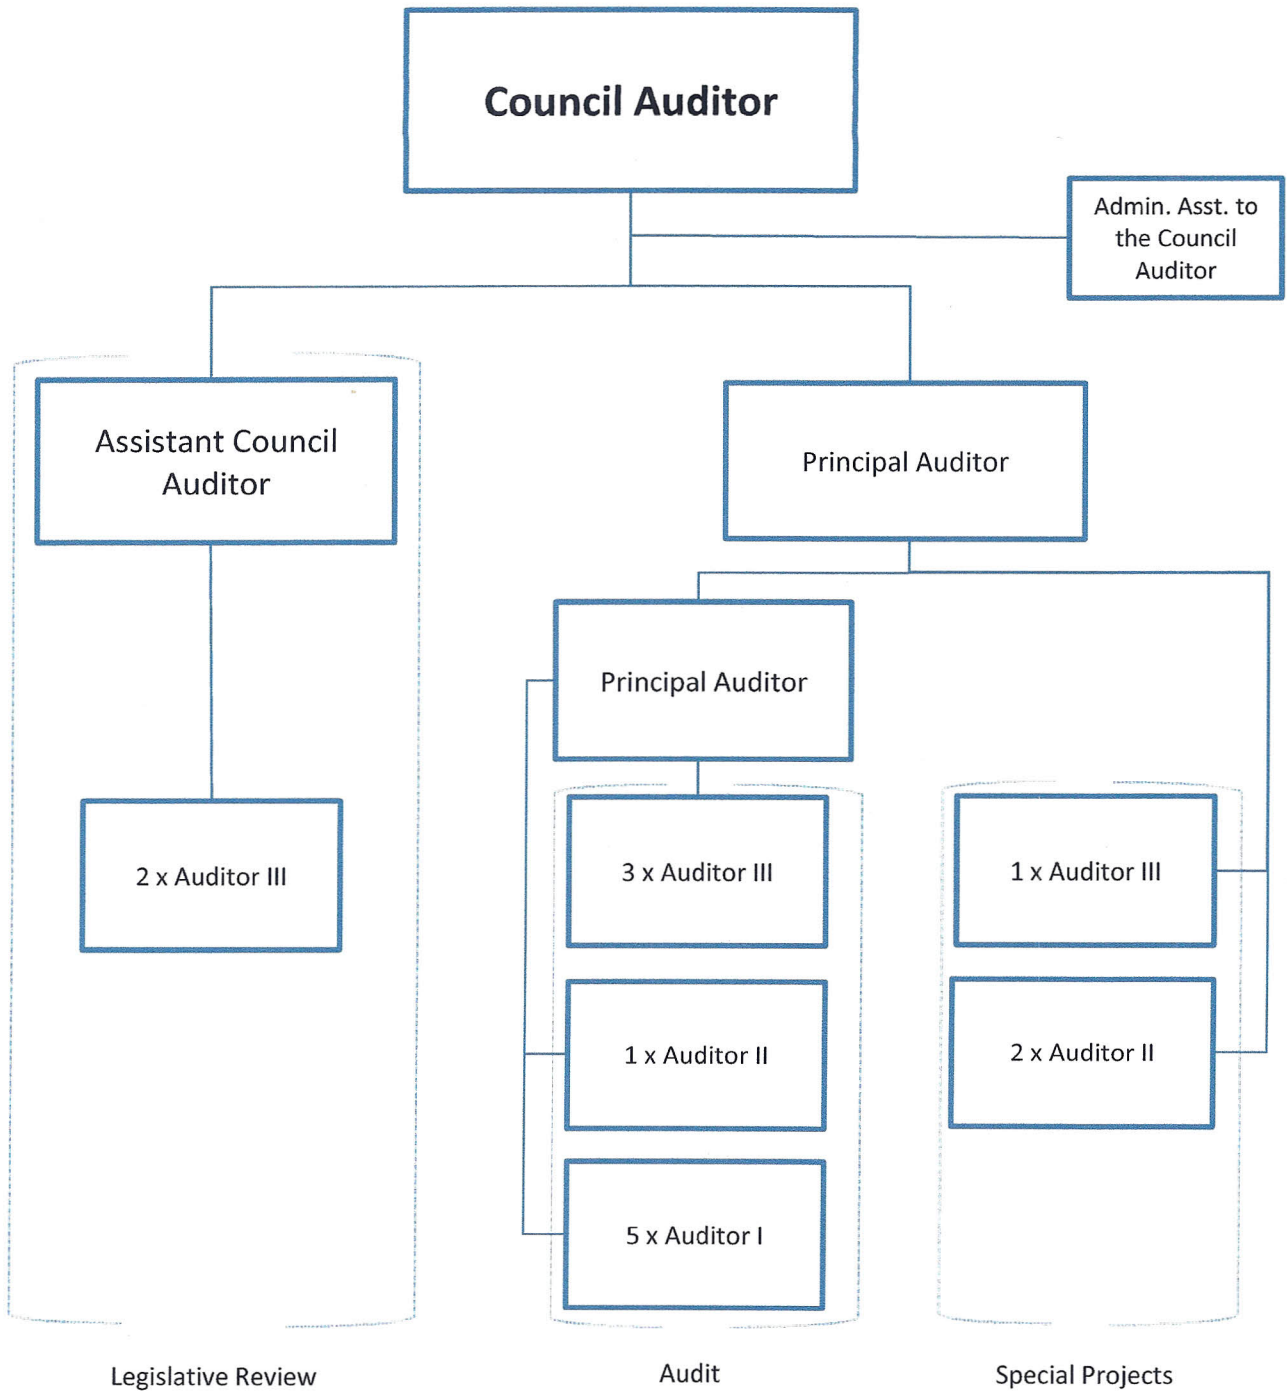 Council Auditor
Admin. Asst. to
the Council
Auditor
Assistant Council
Auditor
Principal Auditor
Principal Auditor
2 x Auditor III
3 x Auditor III
1 x Auditor III
1 x Auditor II
2 x Auditor II
5 x Auditor I
Legislative Review
Audit
Special Projects